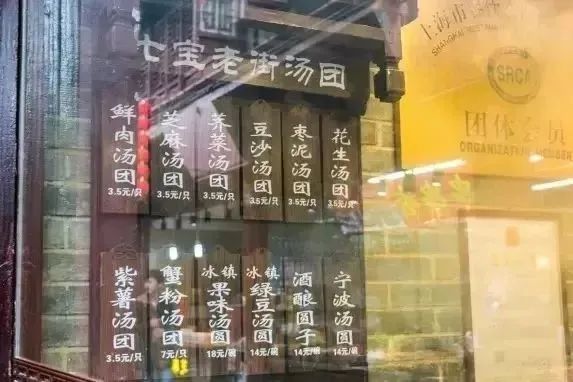 七宝老街汤团
鲜肉汤团
3.5元/只
芝麻汤团
3.5元/只
荠菜汤团
3.5元/只
豆沙汤团
3.5元/只
枣泥汤团
3.5元/只
花生汤团
3.5元/只
紫薯汤团
3.5元/只
蟹粉汤团
7元/只
冰镇果味汤圆
18元/碗
冰镇绿豆汤圆
14元/碗
酒酿圆子
14元/碗
宁波汤圆
14元/碗
上海市
SRCA
团体会员